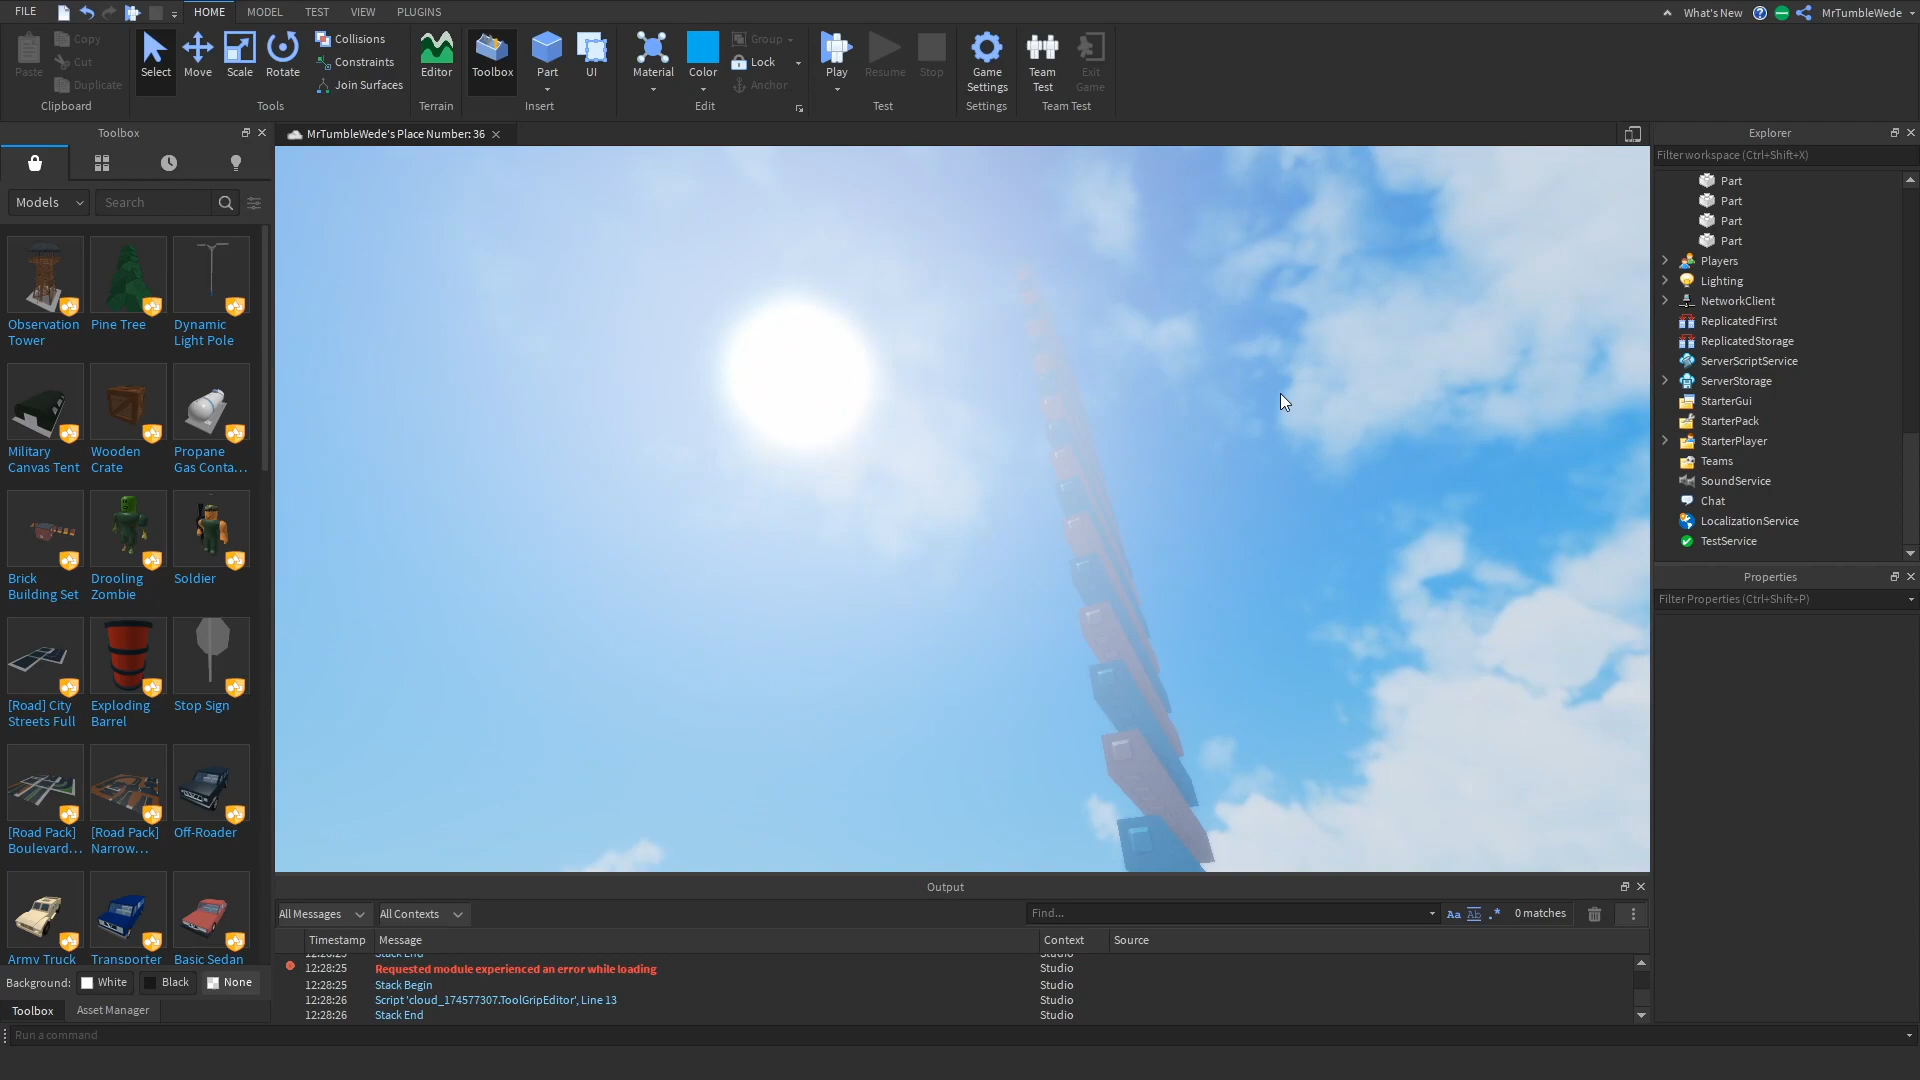 FILE
HOME
MODEL
TEST
VIEW
PLUGINS
What's New
MrTumbleWede
Paste
Copy
Cut
Duplicate
Clipboard
Select
Move
Scale
Rotate
Collisions
Constraints
Join Surfaces
Tools
Editor
Terrain
Toolbox
Part
UI
Insert
Material
Color
Group
Lock
Anchor
Edit
Play
Resume
Stop
Test
Game
Settings
Settings
Team
Test
Exit
Game
Team Test
Toolbox
Models
Search
Observation
Tower
Pine Tree
Dynamic
Light Pole
Military
Canvas Tent
Wooden
Crate
Propane
Gas Conta...
Brick
Building Set
Drooling
Zombie
Soldier
[Road] City
Streets Full
Exploding
Barrel
Stop Sign
[Road Pack]
Boulevard...
[Road Pack]
Narrow...
Off-Roader
Army Truck
Transporter
Basic Sedan
Background:
White
Black
None
Toolbox
Asset Manager
Run a command
MrTumbleWede's Place Number: 36
Output
All Messages
All Contexts
Find...
Aa
Ab
.*
0 matches
Timestamp
Message
Context
Source
12:28:25 Stack End Studio
12:28:25 Requested module experienced an error while loading Studio
12:28:25 Stack Begin Studio
12:28:26 Script 'cloud_174577307.ToolGripEditor', Line 13 Studio
12:28:26 Stack End Studio
Explorer
Filter workspace (Ctrl+Shift+X)
Part
Part
Part
Part
Players
Lighting
NetworkClient
ReplicatedFirst
ReplicatedStorage
ServerScriptService
ServerStorage
StarterGui
StarterPack
StarterPlayer
Teams
SoundService
Chat
LocalizationService
TestService
Properties
Filter Properties (Ctrl+Shift+P)